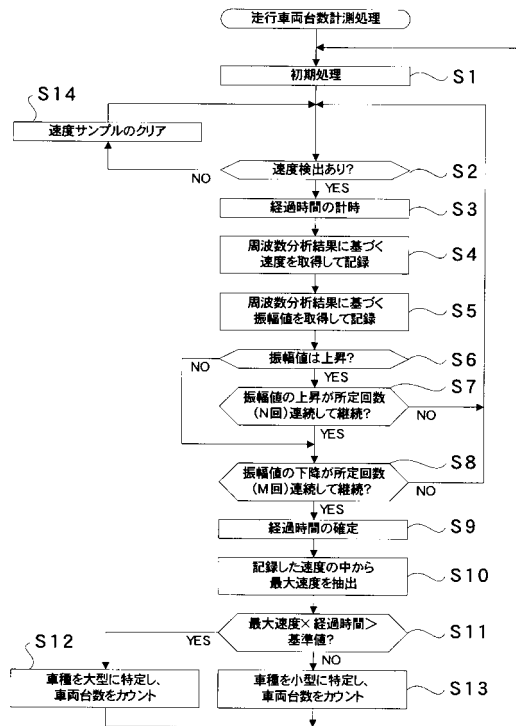 走行車両台数計測処理
初期処理
S1
S14
速度サンプルのクリア
速度検出あり?
S2
NO
YES
経過時間の計時
S3
周波数分析結果に基づく
速度を取得して記録
S4
周波数分析結果に基づく
振幅値を取得して記録
S5
振幅値は上昇?
S6
NO
YES
S7
振幅値の上昇が所定回数
(N回)連続して継続?
NO
YES
S8
振幅値の下降が所定回数
(M回)連続して継続?
NO
YES
経過時間の確定
S9
記録した速度の中から
最大速度を抽出
S10
最大速度×経過時間>
基準値?
S11
YES
NO
S12
車種を大型に特定し、
車両台数をカウント
車種を小型に特定し、
車両台数をカウント
S13